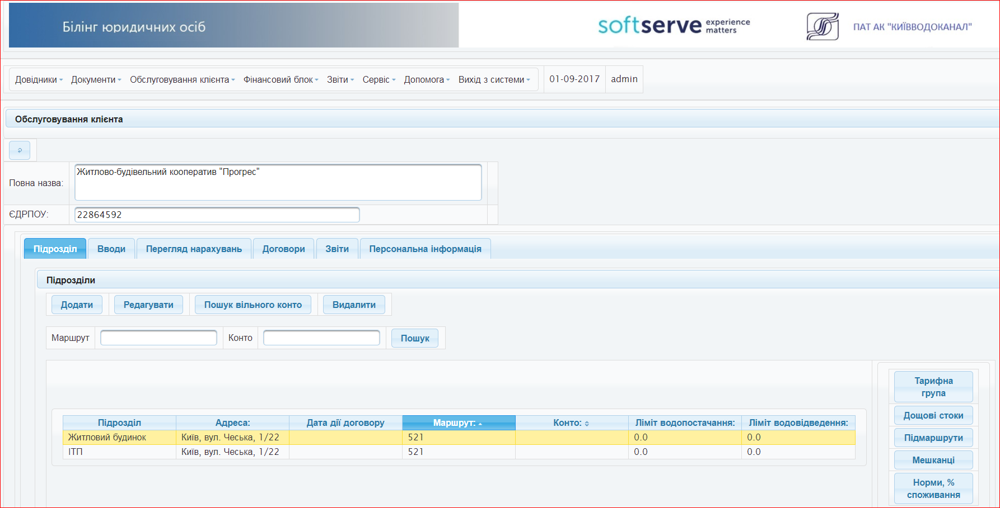 Білінг юридичних осіб
softserve experience matters
ПАТ АК "КИЇВВОДОКАНАЛ"
Довідники Документи Обслуговування клієнта Фінансовий блок Звіти Сервіс Допомога Вихід з системи 01-09-2017 admin
Обслуговування клієнта
Повна назва: Житлово-будівельний кооператив "Прогрес"
ЄДРПОУ: 22864592
Підрозділ Вводи Перегляд нарахувань Договори Звіти Персональна інформація
Підрозділи
Додати Редагувати Пошук вільного конто Видалити
Маршрут Конто Пошук
Підрозділ Адреса: Дата дії договору Маршрут: Конто: Ліміт водопостачання: Ліміт водовідведення:
Житловий будинок Київ, вул. Чеська, 1/22 521 0.0 0.0
ІТП Київ, вул. Чеська, 1/22 521 0.0 0.0
Тарифна
група
Дощові стоки
Підмаршрути
Мешканці
Норми, %
споживання